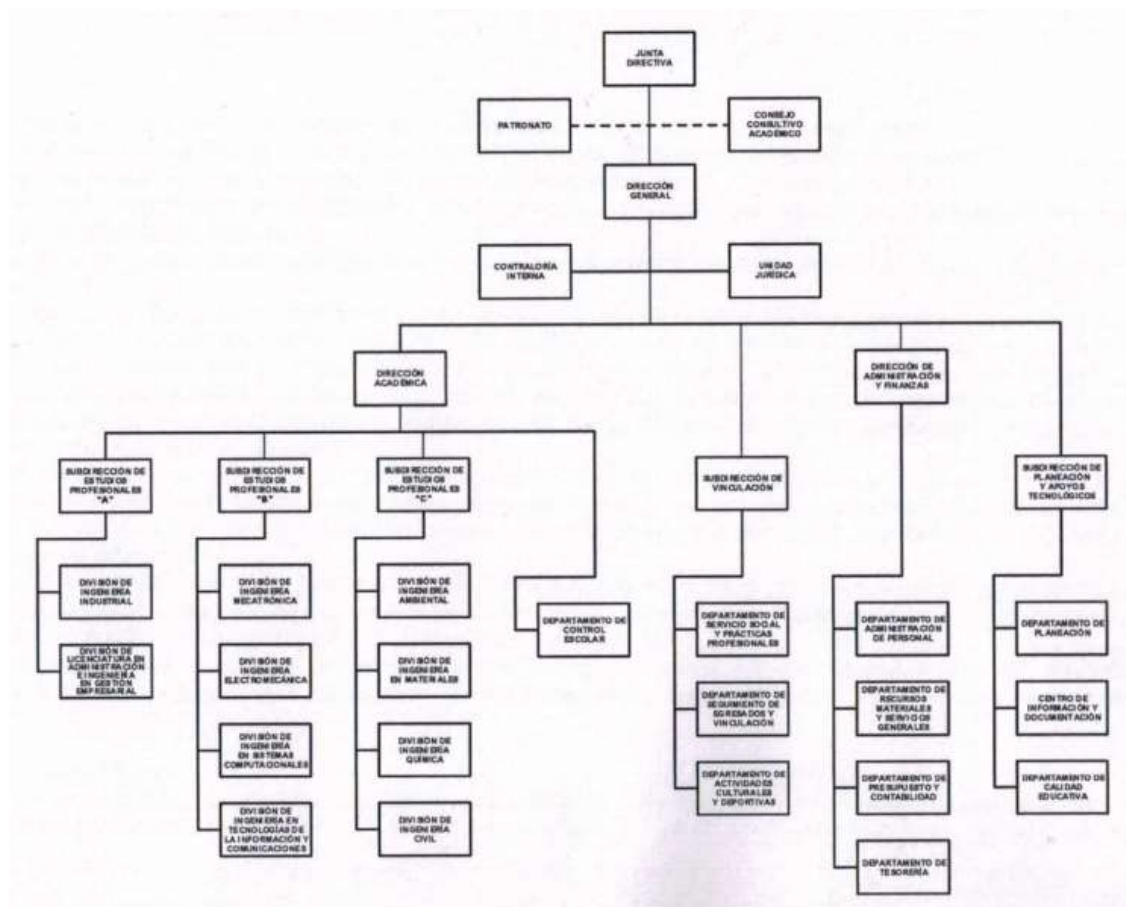 JUNTA
DIRECTIVA
PATRONATO
CONSEJO
CONSULTIVO
ACADÉMICO
DIRECCIÓN
GENERAL
CONTRALORÍA
INTERNA
UNIDAD
JURÍDICA
DIRECCIÓN
ACADÉMICA
DIRECCIÓN DE
ADMINISTRACIÓN
Y FINANZAS
SUBDIRECCIÓN DE
ESTUDIOS
PROFESIONALES
"A"
SUBDIRECCIÓN DE
ESTUDIOS
PROFESIONALES
"B"
SUBDIRECCIÓN DE
ESTUDIOS
PROFESIONALES
"C"
SUBDIRECCIÓN DE
VINCULACIÓN
SUBDIRECCIÓN DE
PLANEACIÓN
Y APOYOS
TECNOLÓGICOS
DIVISIÓN DE
INGENIERÍA
INDUSTRIAL
DIVISIÓN DE
LICENCIATURA EN
ADMINISTRACIÓN
E INGENIERÍA
EN GESTIÓN
EMPRESARIAL
DIVISIÓN DE
INGENIERÍA
MECATRÓNICA
DIVISIÓN DE
INGENIERÍA
ELECTROMECÁNICA
DIVISIÓN DE
INGENIERÍA
EN SISTEMAS
COMPUTACIONALES
DIVISIÓN DE
INGENIERÍA EN
TECNOLOGÍAS DE
LA INFORMACIÓN Y
COMUNICACIONES
DIVISIÓN DE
INGENIERÍA
AMBIENTAL
DIVISIÓN DE
INGENIERÍA
EN MATERIALES
DIVISIÓN DE
INGENIERÍA
QUÍMICA
DIVISIÓN DE
INGENIERÍA
CIVIL
DEPARTAMENTO DE
CONTROL
ESCOLAR
DEPARTAMENTO DE
SERVICIO SOCIAL
Y PRÁCTICAS
PROFESIONALES
DEPARTAMENTO DE
SEGUIMIENTO DE
EGRESADOS Y
VINCULACIÓN
DEPARTAMENTO DE
ACTIVIDADES
CULTURALES
Y DEPORTIVAS
DEPARTAMENTO DE
ADMINISTRACIÓN
DE PERSONAL
DEPARTAMENTO DE
RECURSOS
MATERIALES
Y SERVICIOS
GENERALES
DEPARTAMENTO DE
PRESUPUESTO Y
CONTABILIDAD
DEPARTAMENTO DE
TESORERÍA
DEPARTAMENTO DE
PLANEACIÓN
CENTRO DE
INFORMACIÓN Y
DOCUMENTACIÓN
DEPARTAMENTO DE
CALIDAD
EDUCATIVA